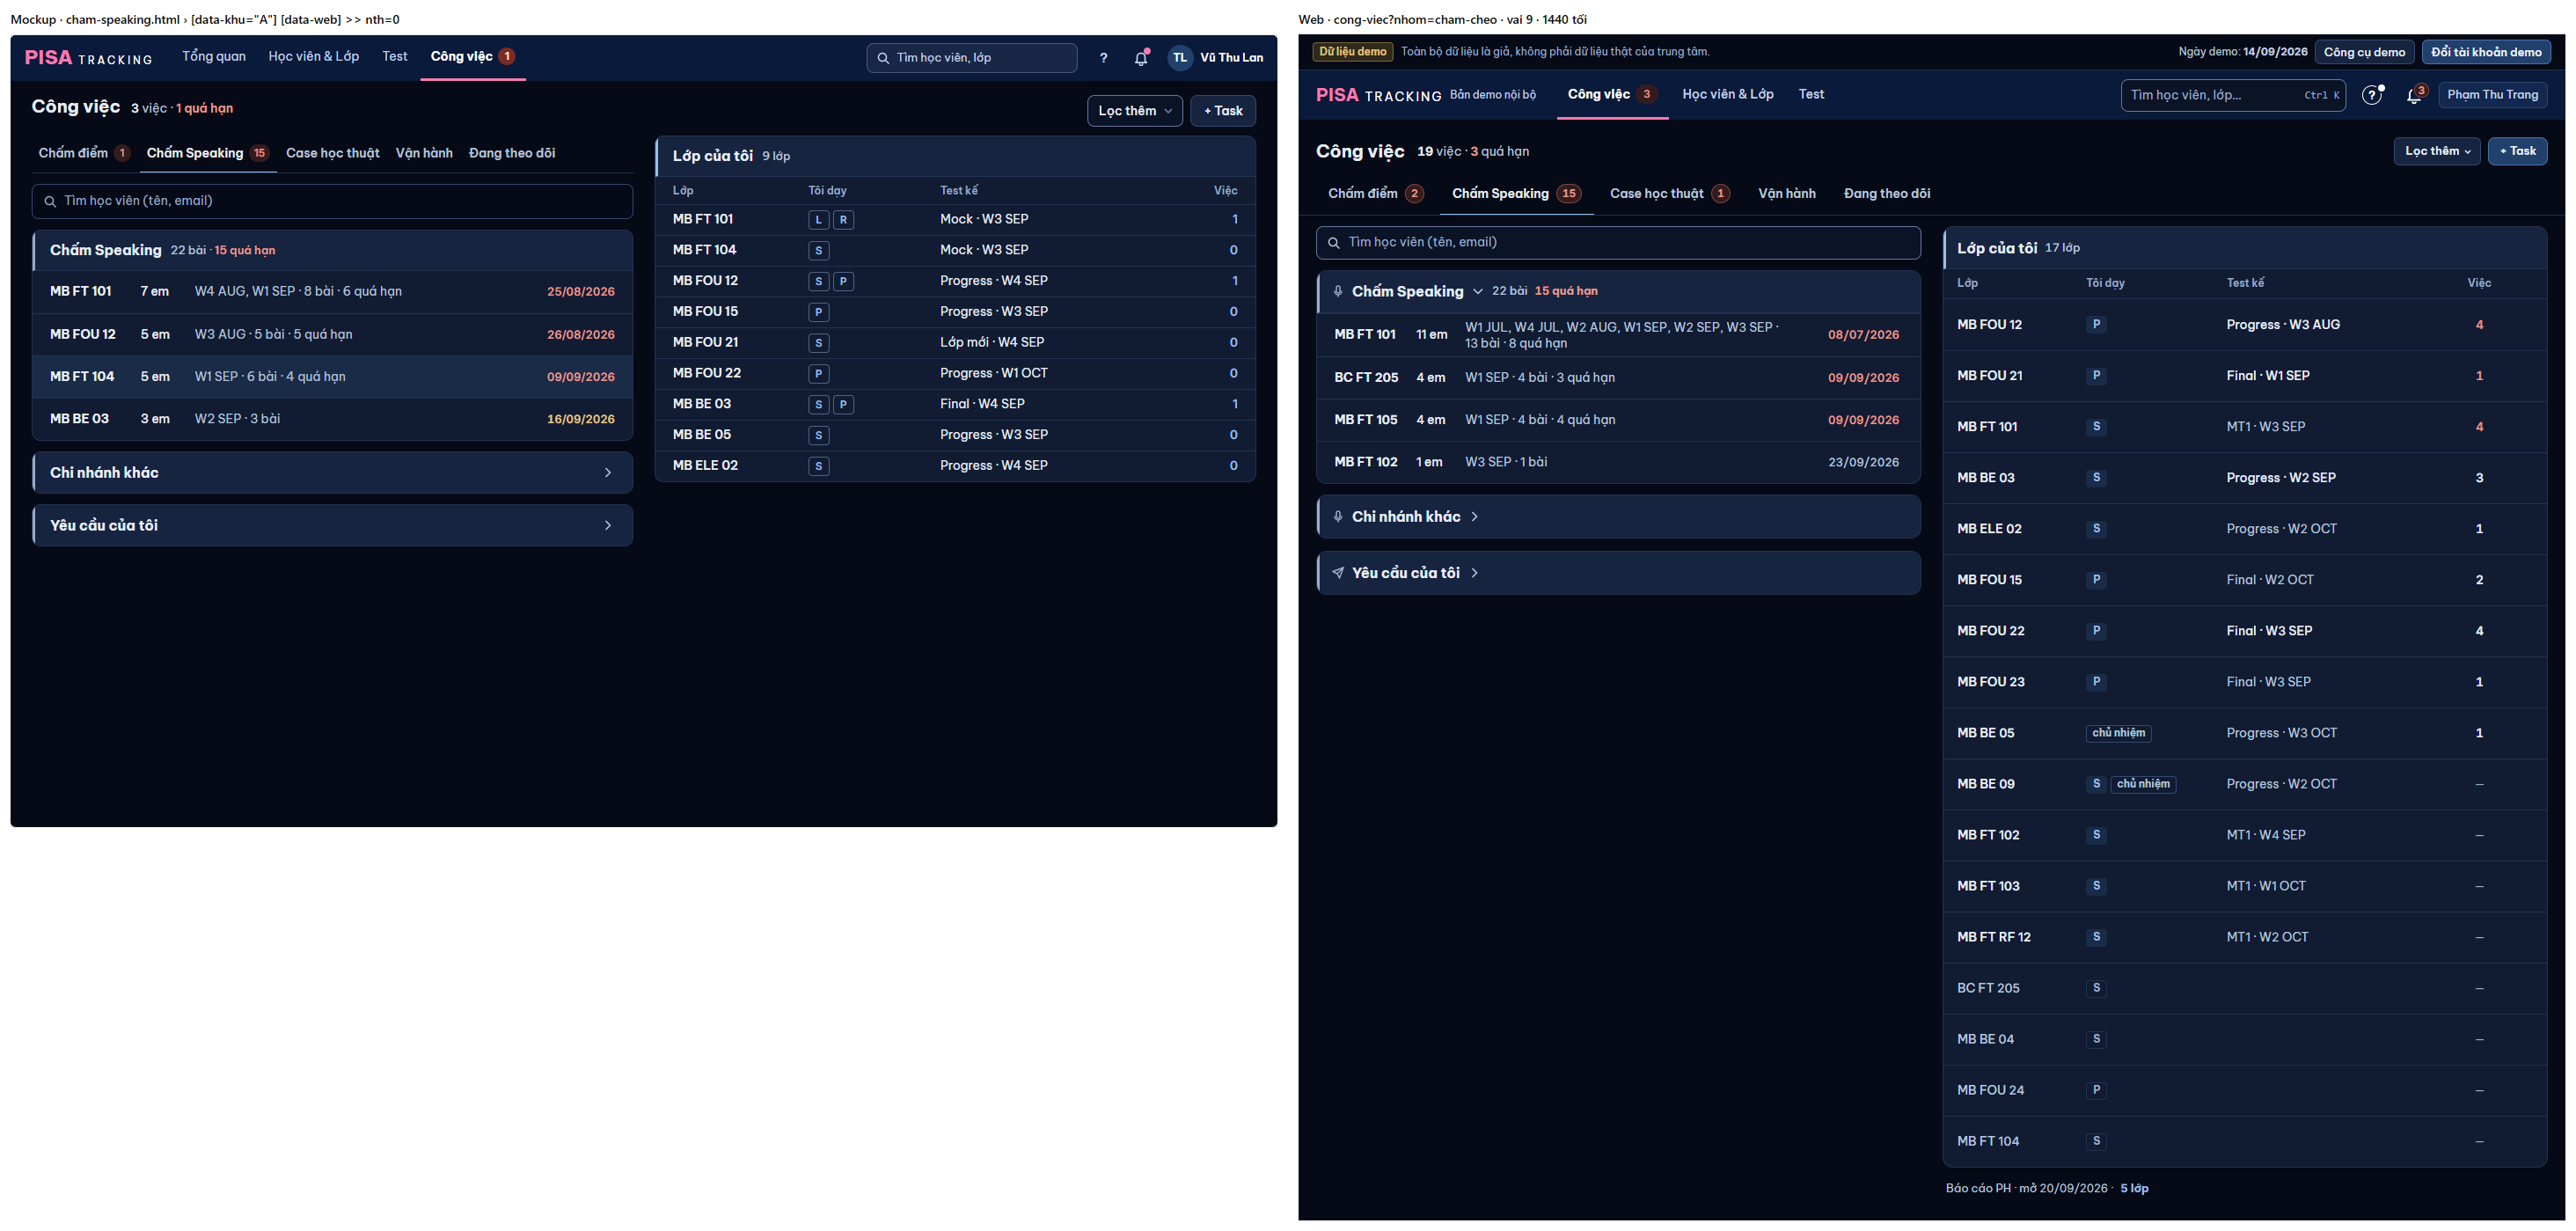 Mockup · cham-speaking.html › [data-khu="A"] [data-web] >> nth=0
PISA TRACKING Tổng quan Học viên & Lớp Test Công việc 1 Tìm học viên, lớp ? TL Vũ Thu Lan
Công việc 3 việc · 1 quá hạn Lọc thêm + Task
Chấm điểm 1 Chấm Speaking 15 Case học thuật Vận hành Đang theo dõi
Tìm học viên (tên, email)
Chấm Speaking 22 bài · 15 quá hạn
MB FT 101 7 em W4 AUG, W1 SEP · 8 bài · 6 quá hạn 25/08/2026
MB FOU 12 5 em W3 AUG · 5 bài · 5 quá hạn 26/08/2026
MB FT 104 5 em W1 SEP · 6 bài · 4 quá hạn 09/09/2026
MB BE 03 3 em W2 SEP · 3 bài 16/09/2026
Chi nhánh khác
Yêu cầu của tôi
Lớp của tôi 9 lớp
Lớp Tôi dạy Test kế Việc
MB FT 101 L R Mock · W3 SEP 1
MB FT 104 S Mock · W3 SEP 0
MB FOU 12 S P Progress · W4 SEP 1
MB FOU 15 P Progress · W3 SEP 0
MB FOU 21 S Lớp mới · W4 SEP 0
MB FOU 22 P Progress · W1 OCT 0
MB BE 03 S P Final · W4 SEP 1
MB BE 05 S Progress · W3 SEP 0
MB ELE 02 S Progress · W4 SEP 0
Web · cong-viec?nhom=cham-cheo · vai 9 · 1440 tối
Dữ liệu demo Toàn bộ dữ liệu là giả, không phải dữ liệu thật của trung tâm. Ngày demo: 14/09/2026 Công cụ demo Đổi tài khoản demo
PISA TRACKING Bản demo nội bộ Công việc 3 Học viên & Lớp Test Tìm học viên, lớp... Ctrl K ? 3 Phạm Thu Trang
Công việc 19 việc · 3 quá hạn Lọc thêm + Task
Chấm điểm 2 Chấm Speaking 15 Case học thuật 1 Vận hành Đang theo dõi
Tìm học viên (tên, email)
Chấm Speaking 22 bài 15 quá hạn
MB FT 101 11 em W1 JUL, W4 JUL, W2 AUG, W1 SEP, W2 SEP, W3 SEP ·
13 bài · 8 quá hạn 08/07/2026
BC FT 205 4 em W1 SEP · 4 bài · 3 quá hạn 09/09/2026
MB FT 105 4 em W1 SEP · 4 bài · 4 quá hạn 09/09/2026
MB FT 102 1 em W3 SEP · 1 bài 23/09/2026
Chi nhánh khác
Yêu cầu của tôi
Lớp của tôi 17 lớp
Lớp Tôi dạy Test kế Việc
MB FOU 12 P Progress · W3 AUG 4
MB FOU 21 P Final · W1 SEP 1
MB FT 101 S MT1 · W3 SEP 4
MB BE 03 S Progress · W2 SEP 3
MB ELE 02 S Progress · W2 OCT 1
MB FOU 15 P Final · W2 OCT 2
MB FOU 22 P Final · W3 SEP 4
MB FOU 23 P Final · W3 SEP 1
MB BE 05 chủ nhiệm Progress · W3 OCT 1
MB BE 09 S chủ nhiệm Progress · W2 OCT –
MB FT 102 S MT1 · W4 SEP –
MB FT 103 S MT1 · W1 OCT –
MB FT RF 12 S MT1 · W2 OCT –
BC FT 205 S –
MB BE 04 S –
MB FOU 24 P –
MB FT 104 S –
Báo cáo PH · mở 20/09/2026 · 5 lớp